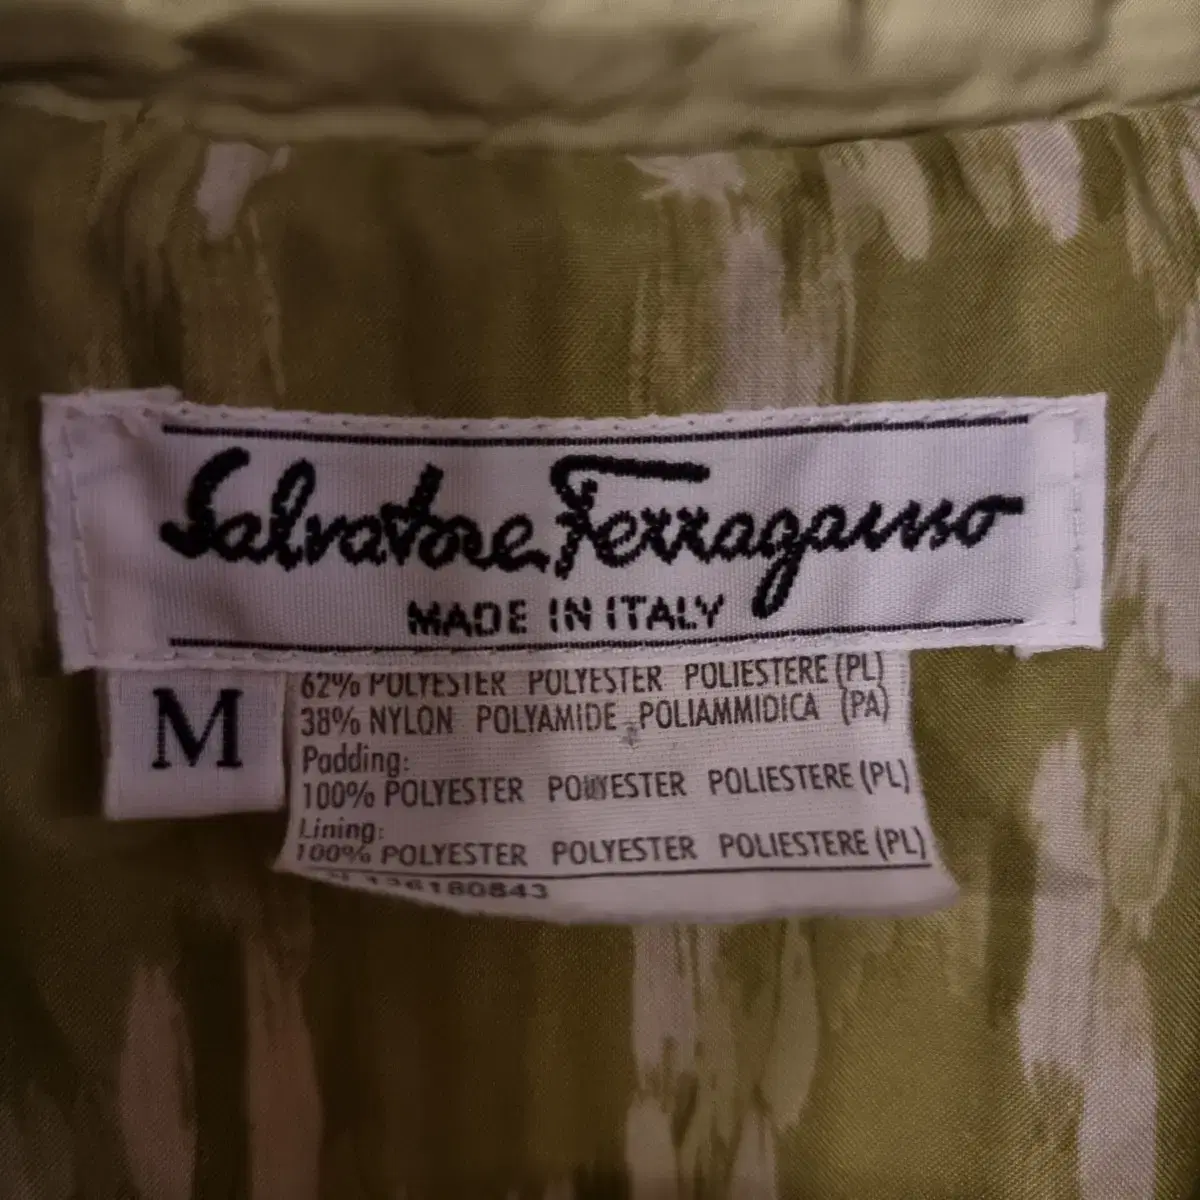 Salvatore Ferragamo
MADE IN ITALY
M
62% POLYESTER POLYESTER POLIESTERE (PL)
38% NYLON POLYAMIDE POLIAMMIDICA (PA)
Padding:
100% POLYESTER POLYESTER POLIESTERE (PL)
Lining:
100% POLYESTER POLYESTER POLIESTERE (PL)